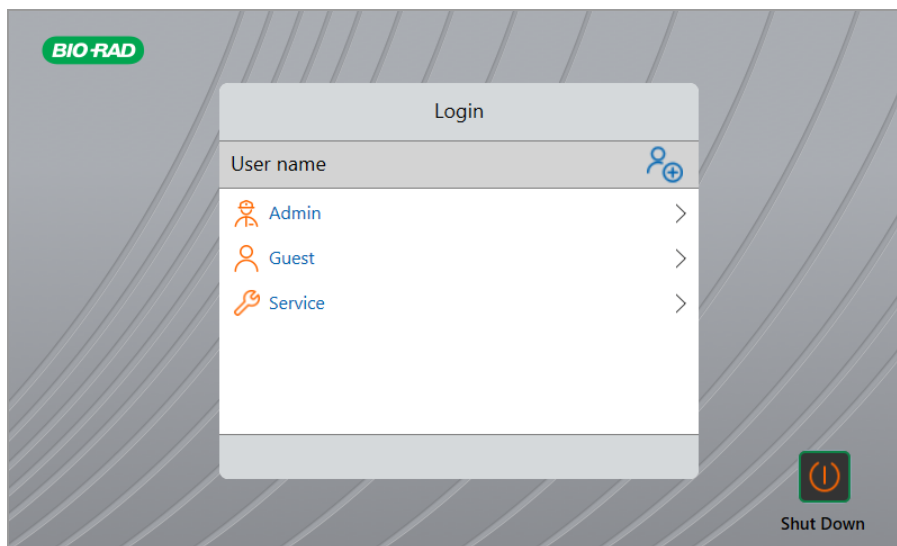 BIO-RAD
Login
User name
Admin
Guest
Service
Shut Down